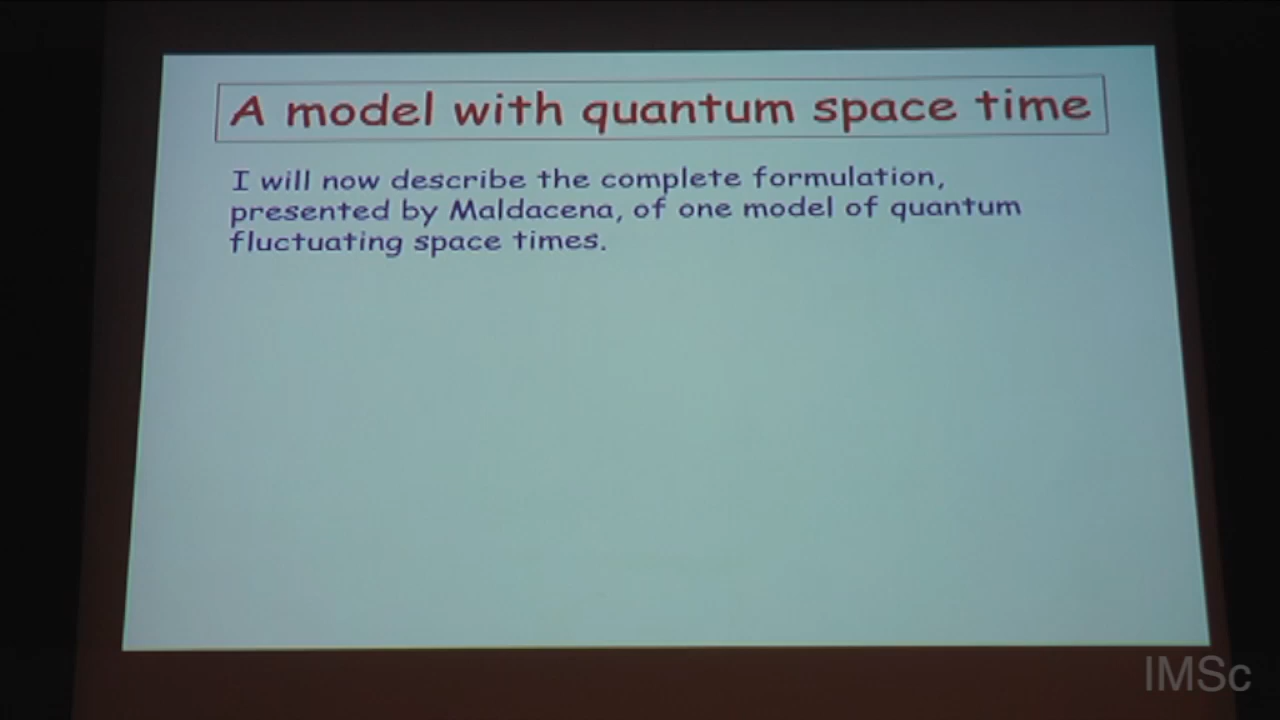 A model with quantum space time
I will now describe the complete formulation,
presented by Maldacena, of one model of quantum
fluctuating space times.
IMSc